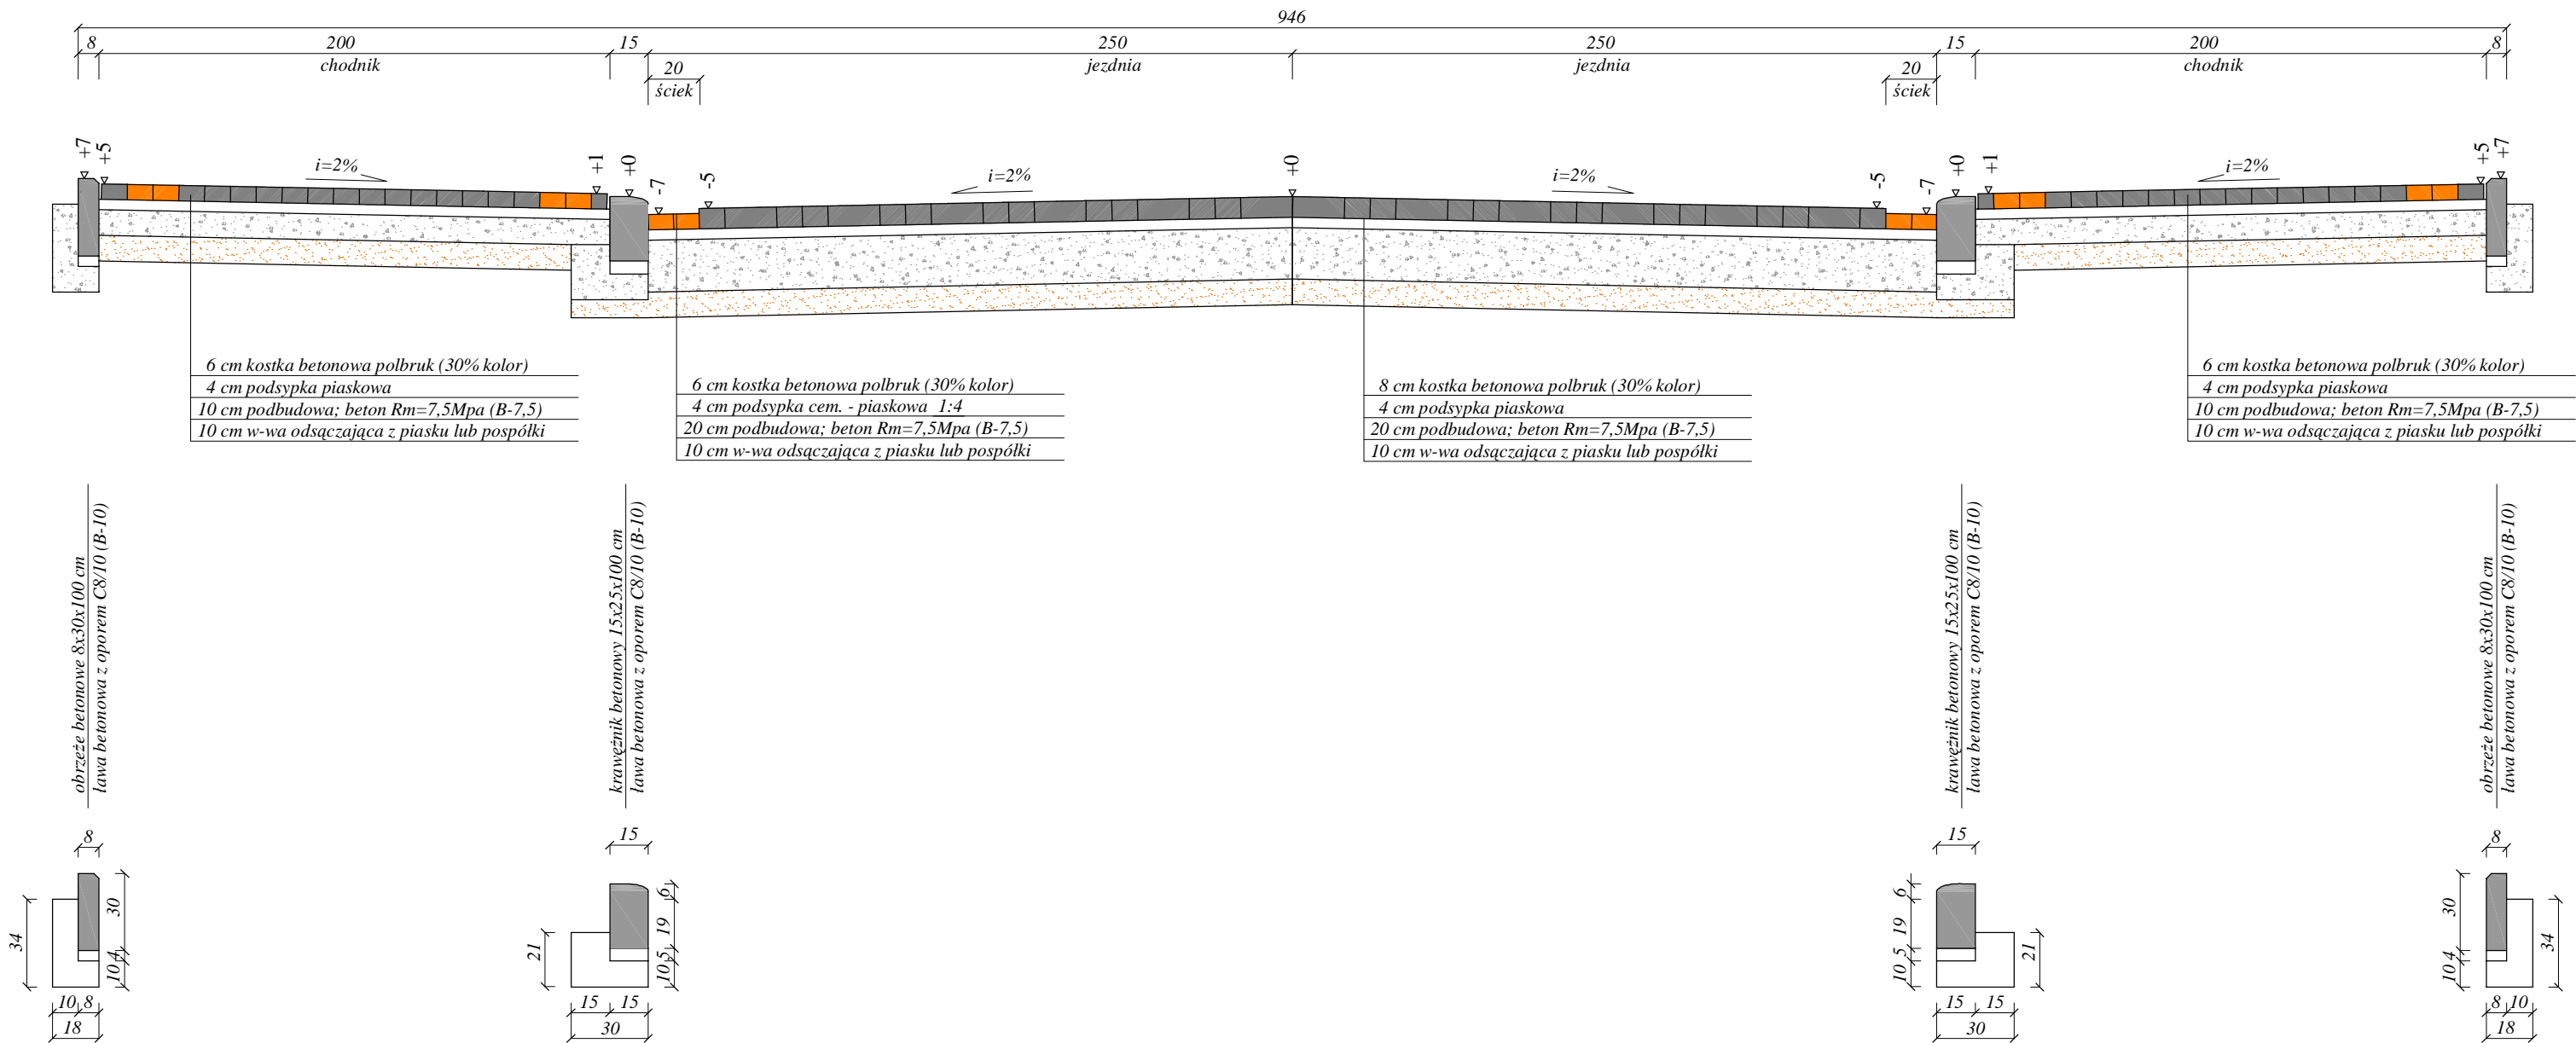 946
8 200 15 250 250 15 200 8
chodnik jezdnia jezdnia chodnik
20 20
ściek ściek
+7 +5 +1 +0 -7 -5 +0 -5 -7 +0 +1 +5 +7
i=2% i=2% i=2% i=2%
6 cm kostka betonowa polbruk (30% kolor)
4 cm podsypka piaskowa
10 cm podbudowa; beton Rm=7,5Mpa (B-7,5)
10 cm w-wa odsączająca z piasku lub pospółki
6 cm kostka betonowa polbruk (30% kolor)
4 cm podsypka cem. - piaskowa 1:4
20 cm podbudowa; beton Rm=7,5Mpa (B-7,5)
10 cm w-wa odsączająca z piasku lub pospółki
8 cm kostka betonowa polbruk (30% kolor)
4 cm podsypka piaskowa
20 cm podbudowa; beton Rm=7,5Mpa (B-7,5)
10 cm w-wa odsączająca z piasku lub pospółki
6 cm kostka betonowa polbruk (30% kolor)
4 cm podsypka piaskowa
10 cm podbudowa; beton Rm=7,5Mpa (B-7,5)
10 cm w-wa odsączająca z piasku lub pospółki
obrzeże betonowe 8x30x100 cm
ława betonowa z oporem C8/10 (B-10)
krawężnik betonowy 15x25x100 cm
ława betonowa z oporem C8/10 (B-10)
krawężnik betonowy 15x25x100 cm
ława betonowa z oporem C8/10 (B-10)
obrzeże betonowe 8x30x100 cm
ława betonowa z oporem C8/10 (B-10)
8
34
30
4
10
10 8
18
15
21
6
19
5
10
15 15
30
15
6
19
5
10
21
15 15
30
8
30
4
10
34
8 10
18